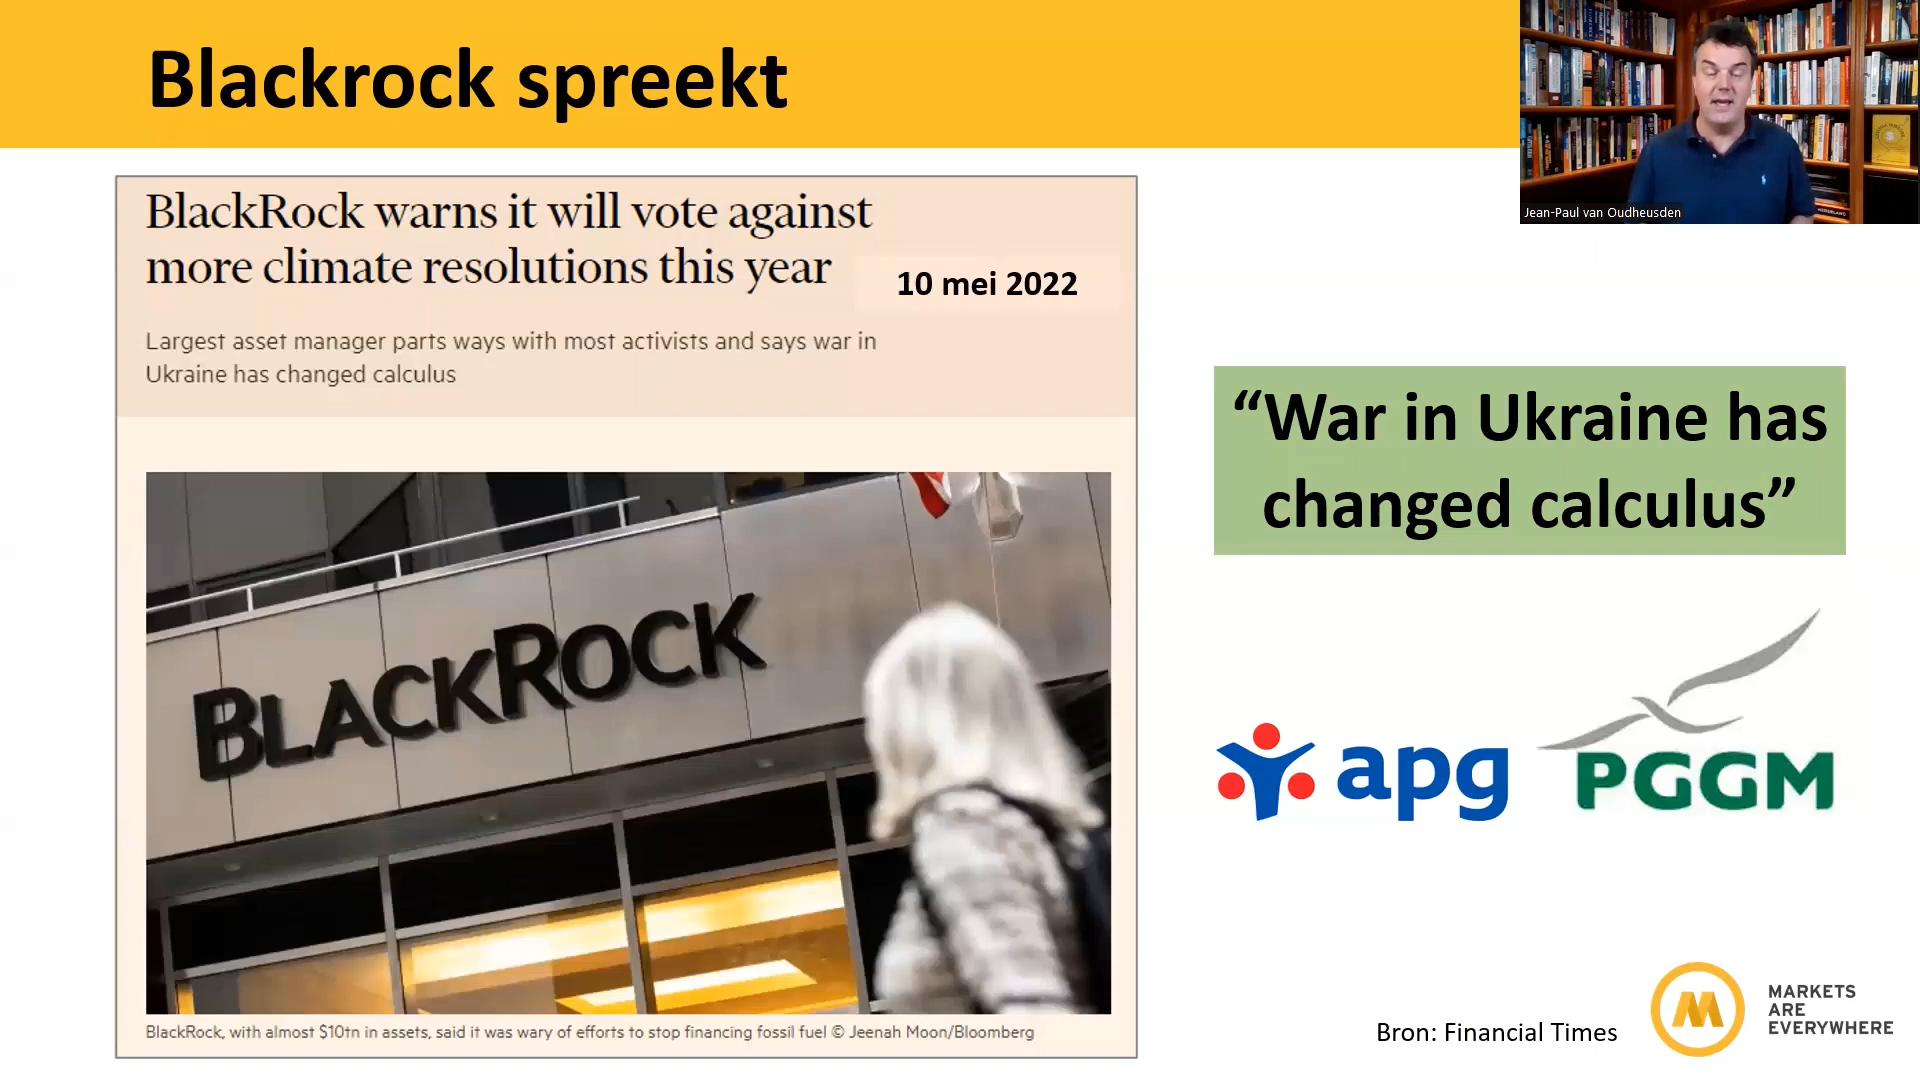 Blackrock spreekt
Jean-Paul van Oudheusden
BlackRock warns it will vote against
more climate resolutions this year
10 mei 2022
Largest asset manager parts ways with most activists and says war in
Ukraine has changed calculus
“War in Ukraine has
changed calculus”
BLACKROCK
apg
PGGM
BlackRock, with almost $10tn in assets, said it was wary of efforts to stop financing fossil fuel © Jeenah Moon/Bloomberg
Bron: Financial Times
M
MARKETS
ARE
EVERYWHERE